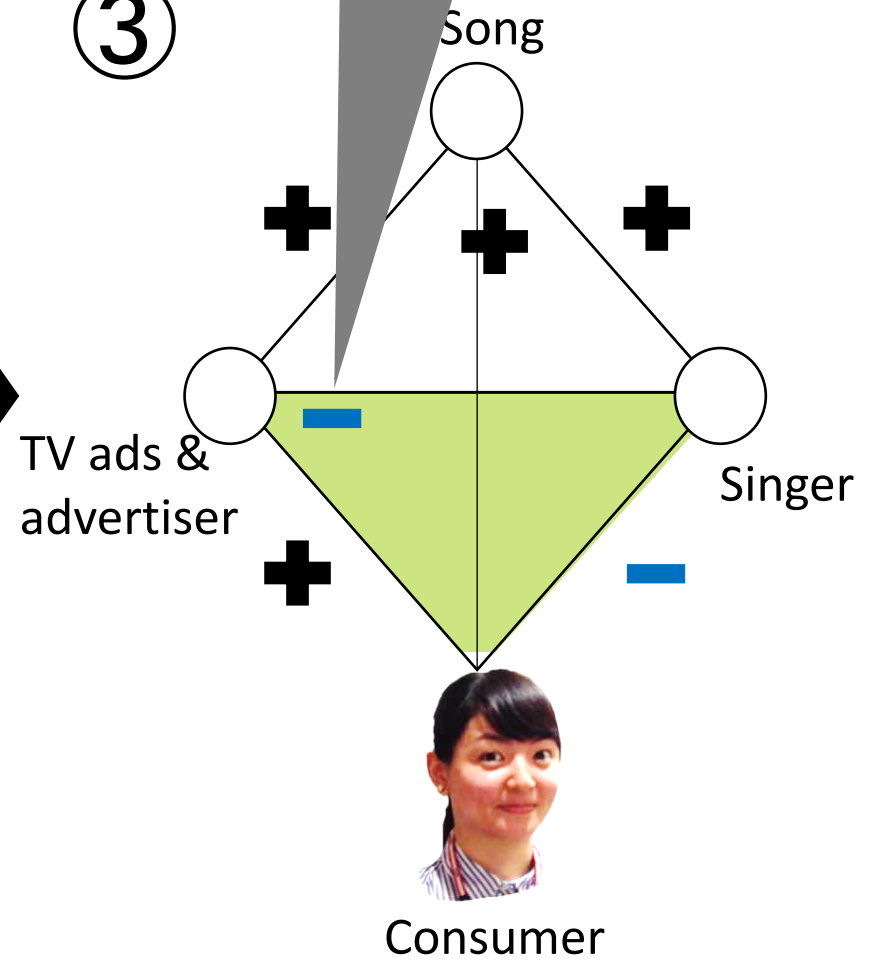 ③
Song
TV ads &
advertiser
Singer
Consumer